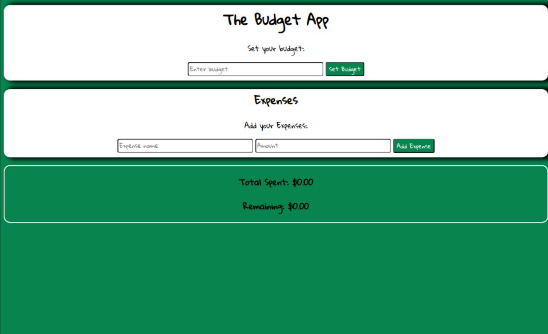 The Budget App
Set your budget:
Enter budget Set Budget
Expenses
Add your Expenses:
Expense name Amount Add Expense
Total Spent: $0.00
Remaining: $0.00